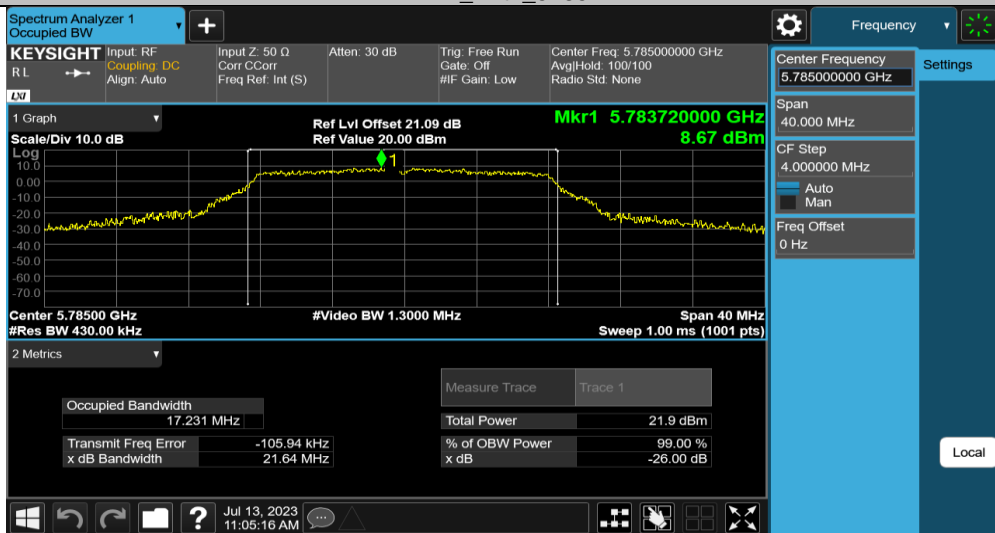 Spectrum Analyzer 1
Occupied BW
+
Frequency
KEYSIGHT
RL
LXI
Input: RF
Coupling: DC
Align: Auto
Input Z: 50 Ω
Corr CCorr
Freq Ref: Int (S)
Atten: 30 dB
Trig: Free Run
Gate: Off
#IF Gain: Low
Center Freq: 5.785000000 GHz
Avg|Hold: 100/100
Radio Std: None
Center Frequency
5.785000000 GHz
Settings
Span
40.000 MHz
CF Step
4.000000 MHz
Auto
Man
Freq Offset
0 Hz
Local
1 Graph
Scale/Div 10.0 dB
Ref Lvl Offset 21.09 dB
Ref Value 20.00 dBm
Mkr1 5.783720000 GHz
8.67 dBm
Log
10.0
0.00
-10.0
-20.0
-30.0
-40.0
-50.0
-60.0
-70.0
1
Center 5.78500 GHz
#Video BW 1.3000 MHz
Span 40 MHz
#Res BW 430.00 kHz
Sweep 1.00 ms (1001 pts)
2 Metrics
Measure Trace
Trace 1
Occupied Bandwidth
17.231 MHz
Total Power
21.9 dBm
Transmit Freq Error
-105.94 kHz
% of OBW Power
99.00 %
x dB Bandwidth
21.64 MHz
x dB
-26.00 dB
?
Jul 13, 2023
11:05:16 AM